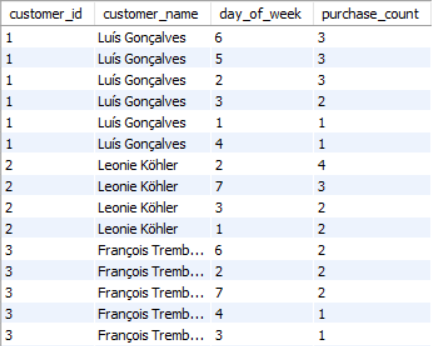 customer_id customer_name day_of_week purchase_count
1 Luís Gonçalves 6 3
1 Luís Gonçalves 5 3
1 Luís Gonçalves 2 3
1 Luís Gonçalves 3 2
1 Luís Gonçalves 1 1
1 Luís Gonçalves 4 1
2 Leonie Köhler 2 4
2 Leonie Köhler 7 3
2 Leonie Köhler 3 2
2 Leonie Köhler 1 2
3 François Tremb... 6 2
3 François Tremb... 2 2
3 François Tremb... 7 2
3 François Tremb... 4 1
3 François Tremb... 3 1